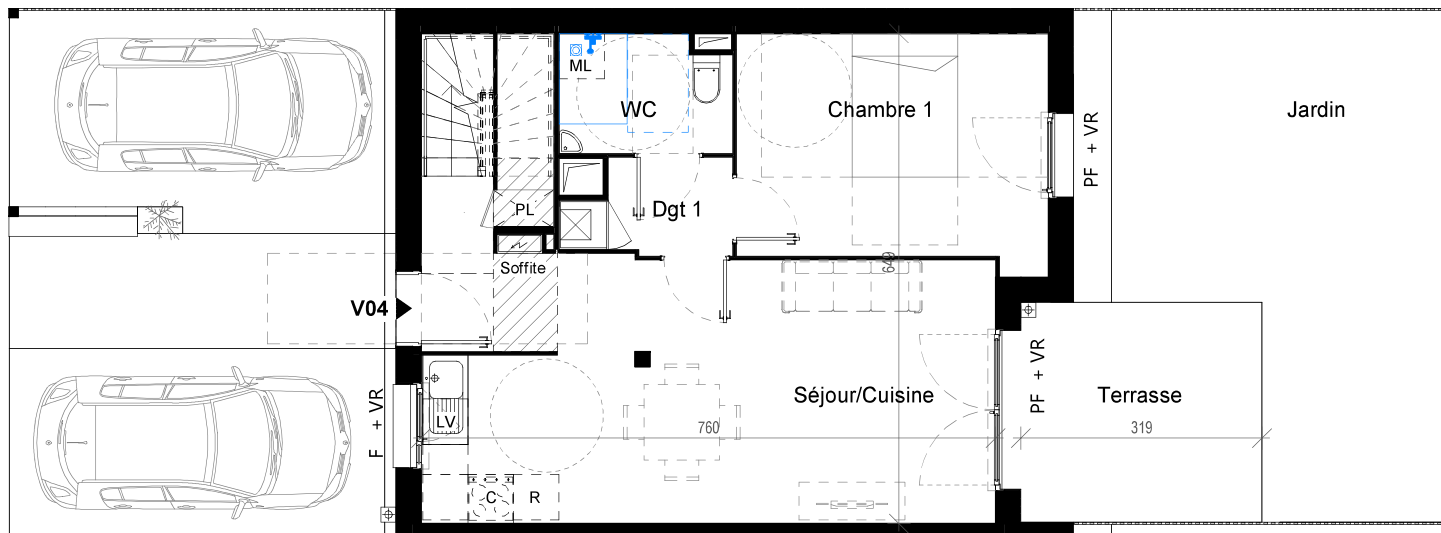 ML
WC
Chambre 1
Jardin
PF + VR
PL
Dgt 1
Soffite
649
V04
PF + VR
F + VR
Séjour/Cuisine
Terrasse
LV
760
319
C
R